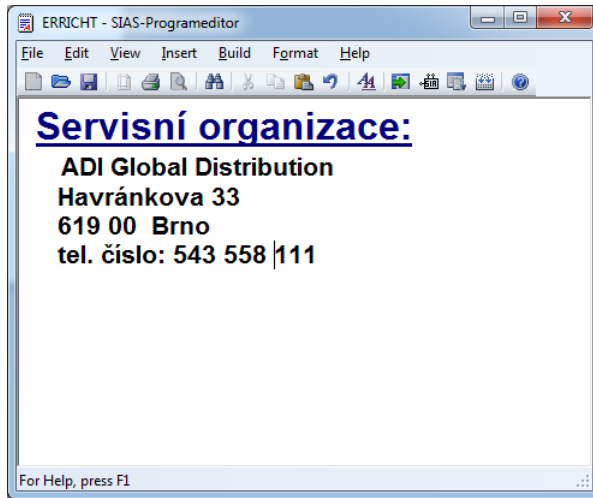 ERRICHT - SIAS-Programeditor
File Edit View Insert Build Format Help
Servisní organizace:
ADI Global Distribution
Havránkova 33
619 00 Brno
tel. číslo: 543 558 111
For Help, press F1